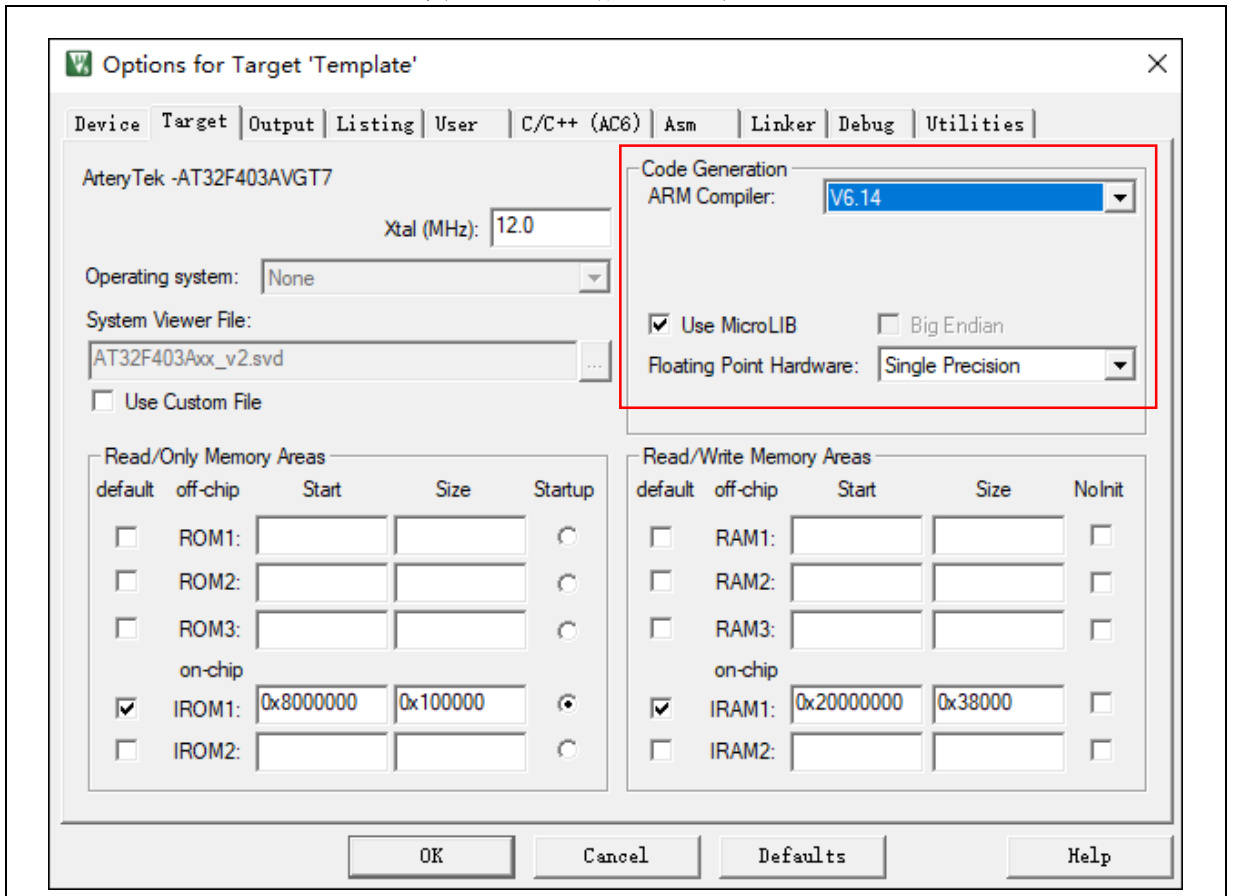 Options for Target 'Template'
Device Target Output Listing User C/C++ (AC6) Asm Linker Debug Utilities
ArteryTek -AT32F403AVGT7
Xtal (MHz): 12.0
Operating system: None
System Viewer File:
AT32F403Axx_v2.svd ...
Use Custom File
Code Generation
ARM Compiler: V6.14
Use MicroLIB Big Endian
Floating Point Hardware: Single Precision
Read/Only Memory Areas
default off-chip Start Size Startup
ROM1:
ROM2:
ROM3:
on-chip
IROM1: 0x8000000 0x100000
IROM2:
Read/Write Memory Areas
default off-chip Start Size NoInit
RAM1:
RAM2:
RAM3:
on-chip
IRAM1: 0x20000000 0x38000
IRAM2:
OK Cancel Defaults Help